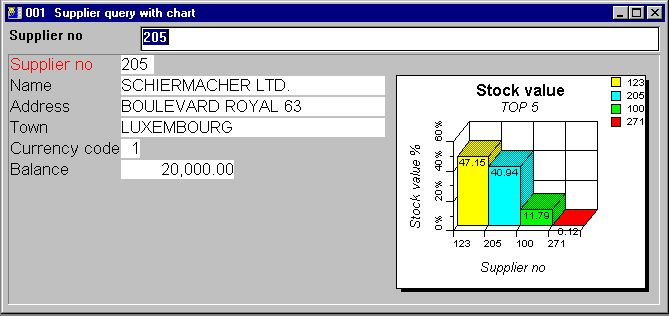 001 Supplier query with chart
Supplier no 205
Supplier no 205
Name SCHIERMACHER LTD.
Address BOULEVARD ROYAL 63
Town LUXEMBOURG
Currency code 1
Balance 20,000.00
Stock value
TOP 5
123
205
100
271
Stock value %
60%
40%
20%
0%
47.15
40.94
11.79
0.12
123 205 100 271
Supplier no